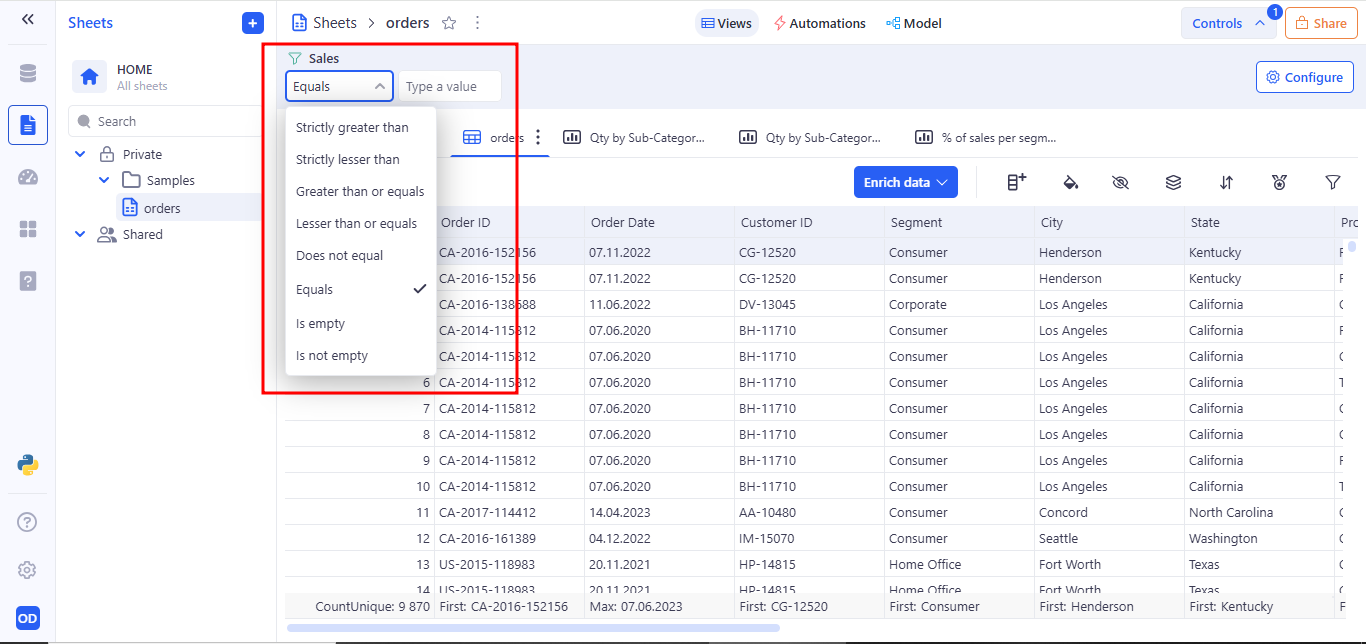 Sheets
HOME
All sheets
Search
Private
Samples
orders
Shared
?
OD
Sheets > orders
Views
Automations
Model
Controls
1
Share
Sales
Equals
Type a value
Configure
Strictly greater than
Strictly lesser than
Greater than or equals
Lesser than or equals
Does not equal
Equals
Is empty
Is not empty
orders
Qty by Sub-Categor...
Qty by Sub-Categor...
% of sales per segm...
Enrich data
Order ID Order Date Customer ID Segment City State Pro
CA-2016-152156 07.11.2022 CG-12520 Consumer Henderson Kentucky
CA-2016-152156 07.11.2022 CG-12520 Consumer Henderson Kentucky
CA-2016-138688 11.06.2022 DV-13045 Corporate Los Angeles California
CA-2014-115812 07.06.2020 BH-11710 Consumer Los Angeles California
CA-2014-115812 07.06.2020 BH-11710 Consumer Los Angeles California
6 CA-2014-115812 07.06.2020 BH-11710 Consumer Los Angeles California
7 CA-2014-115812 07.06.2020 BH-11710 Consumer Los Angeles California
8 CA-2014-115812 07.06.2020 BH-11710 Consumer Los Angeles California
9 CA-2014-115812 07.06.2020 BH-11710 Consumer Los Angeles California
10 CA-2014-115812 07.06.2020 BH-11710 Consumer Los Angeles California
11 CA-2017-114412 14.04.2023 AA-10480 Consumer Concord North Carolina
12 CA-2016-161389 04.12.2022 IM-15070 Consumer Seattle Washington
13 US-2015-118983 20.11.2021 HP-14815 Home Office Fort Worth Texas
14 US-2015-118983 20.11.2021 HP-14815 Home Office Fort Worth Texas
CountUnique: 9 870 First: CA-2016-152156 Max: 07.06.2023 First: CG-12520 First: Consumer First: Henderson First: Kentucky